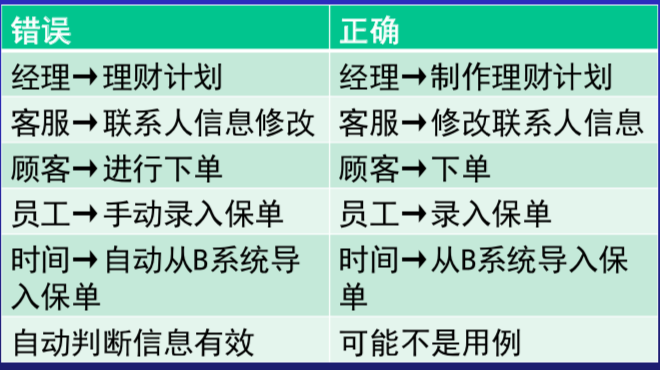 错误 正确
经理→理财计划 经理→制作理财计划
客服→联系人信息修改 客服→修改联系人信息
顾客→进行下单 顾客→下单
员工→手动录入保单 员工→录入保单
时间→自动从B系统导 时间→从B系统导入保
入保单 单
自动判断信息有效 可能不是用例